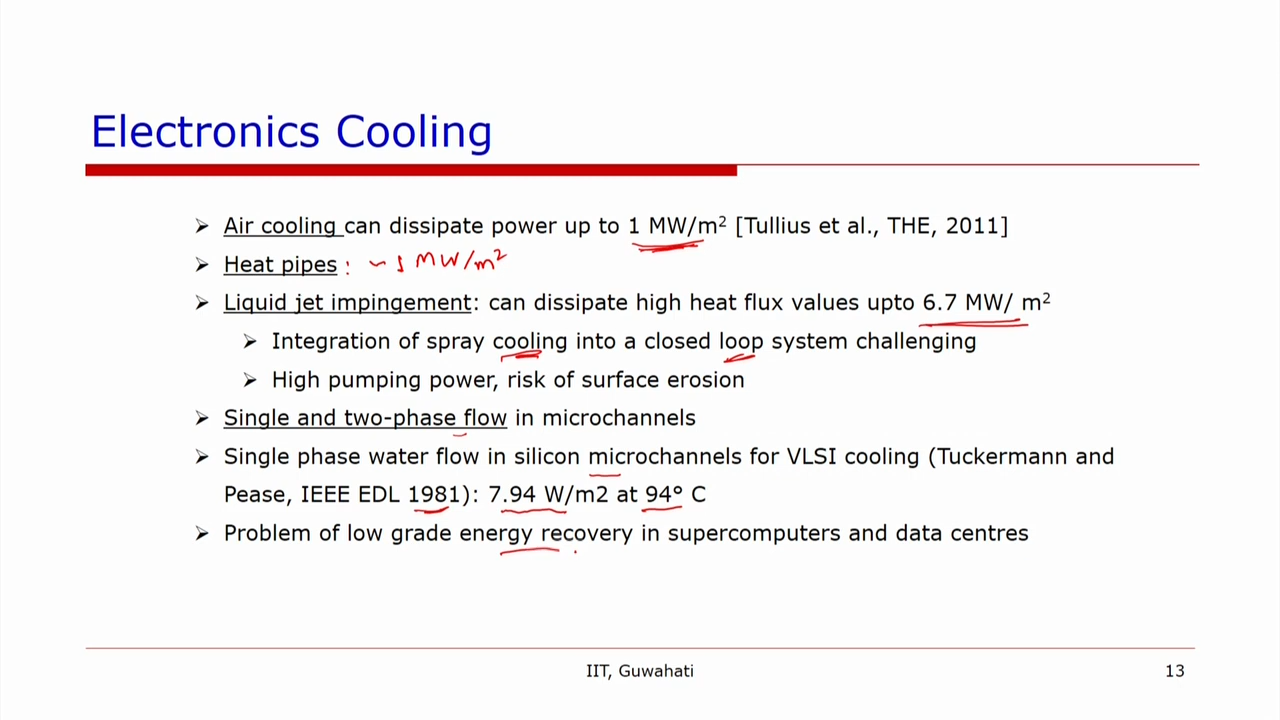 Electronics Cooling
➢ Air cooling can dissipate power up to 1 MW/m² [Tullius et al., THE, 2011]
➢ Heat pipes : ~ 1 MW/m²
➢ Liquid jet impingement: can dissipate high heat flux values upto 6.7 MW/ m²
➢ Integration of spray cooling into a closed loop system challenging
➢ High pumping power, risk of surface erosion
➢ Single and two-phase flow in microchannels
➢ Single phase water flow in silicon microchannels for VLSI cooling (Tuckermann and
Pease, IEEE EDL 1981): 7.94 W/m2 at 94° C
➢ Problem of low grade energy recovery in supercomputers and data centres
IIT, Guwahati 13